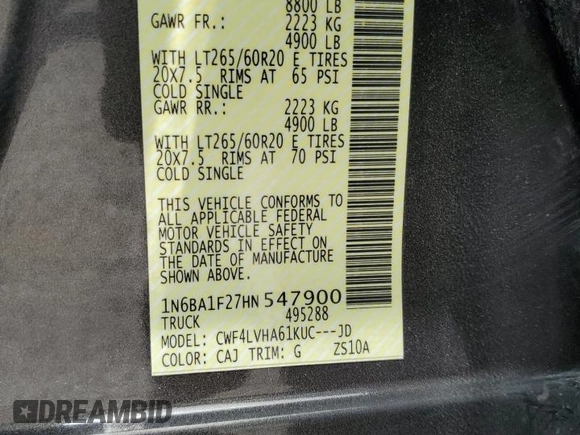 8800 LB
GAWR FR.: 2223 KG
4900 LB
WITH LT265/60R20 E TIRES
20X7.5 RIMS AT 65 PSI
COLD SINGLE
GAWR RR.: 2223 KG
4900 LB
WITH LT265/60R20 E TIRES
20X7.5 RIMS AT 70 PSI
COLD SINGLE
THIS VEHICLE CONFORMS TO
ALL APPLICABLE FEDERAL
MOTOR VEHICLE SAFETY
STANDARDS IN EFFECT ON
THE DATE OF MANUFACTURE
SHOWN ABOVE.
1N6BA1F27HN547900
TRUCK 495288
MODEL: CWF4LVHA61KUC---JD
COLOR: CAJ TRIM: G ZS10A
DREAMBID